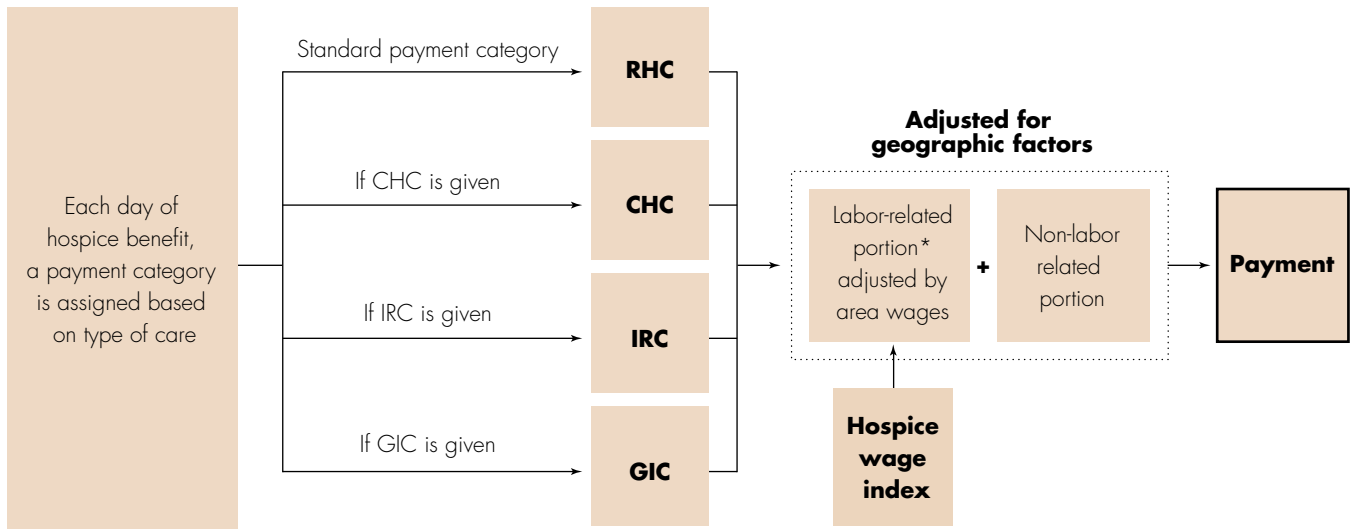 Each day of
hospice benefit,
a payment category
is assigned based
on type of care
Standard payment category
RHC
If CHC is given
CHC
If IRC is given
IRC
If GIC is given
GIC
Adjusted for
geographic factors
Labor-related
portion*
adjusted by
area wages
+
Non-labor
related
portion
Hospice
wage
index
Payment